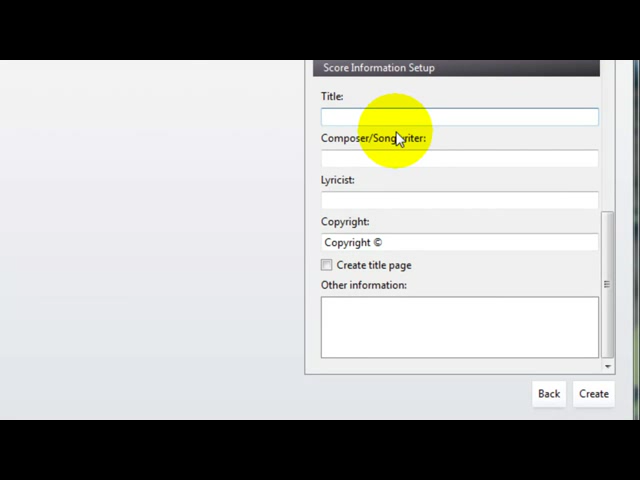 Score Information Setup
Title:
Composer/Songwriter:
Lyricist:
Copyright:
Copyright ©
Create title page
Other information:
Back
Create